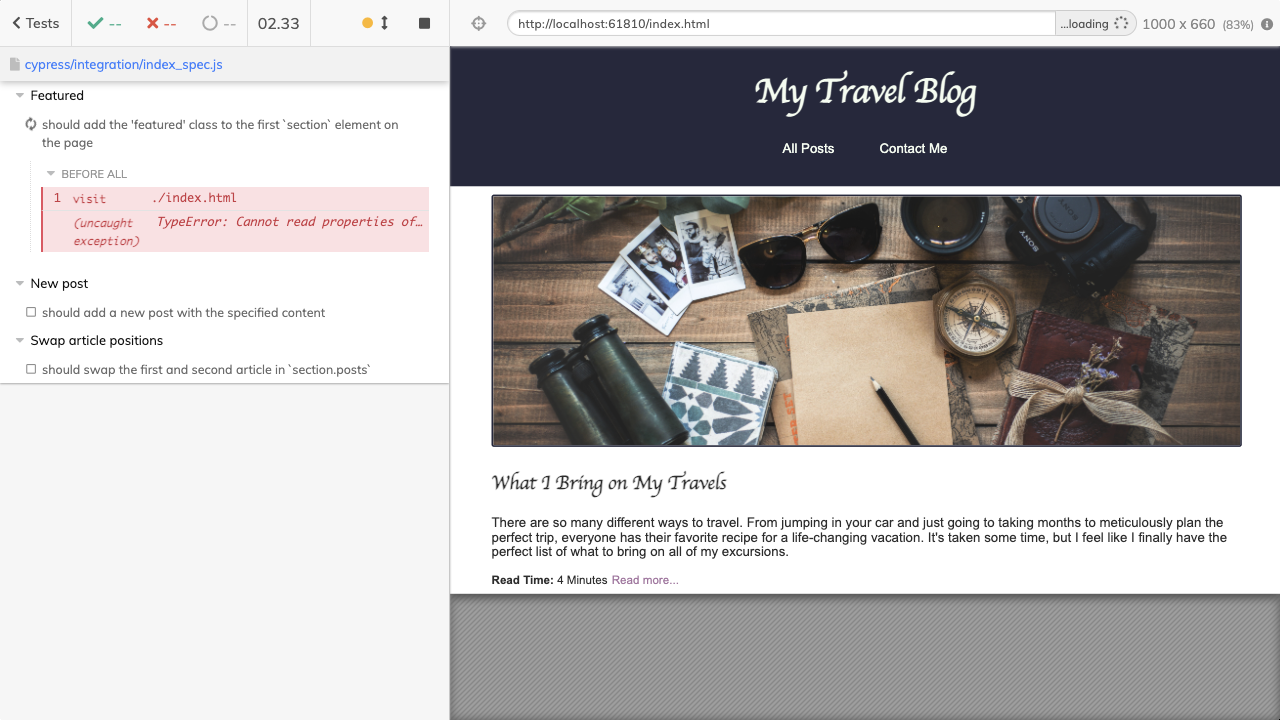 Tests
--
--
--
02.33
http://localhost:61810/index.html
...loading
1000 x 660 (83%)
cypress/integration/index_spec.js
Featured
should add the 'featured' class to the first `section` element on
the page
BEFORE ALL
1 visit ./index.html
(uncaught TypeError: Cannot read properties of…
exception)
New post
should add a new post with the specified content
Swap article positions
should swap the first and second article in `section.posts`
My Travel Blog
All Posts Contact Me
SONY
What I Bring on My Travels
There are so many different ways to travel. From jumping in your car and just going to taking months to meticulously plan the
perfect trip, everyone has their favorite recipe for a life-changing vacation. It's taken some time, but I feel like I finally have the
perfect list of what to bring on all of my excursions.
Read Time: 4 Minutes Read more...